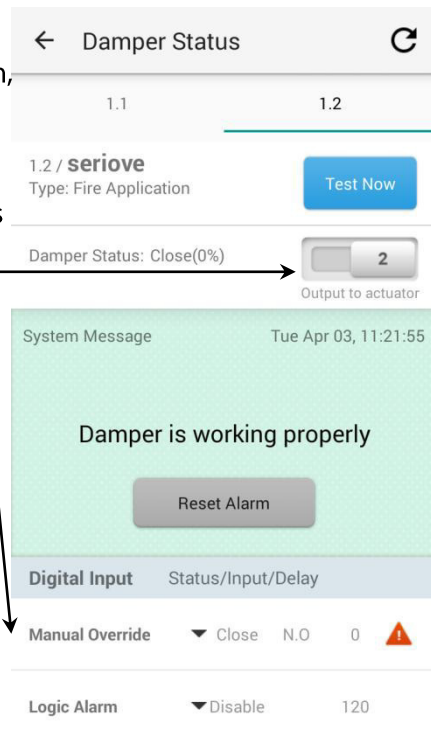 Damper Status
n,
1.1 1.2
1.2 / seriove
Type: Fire Application
Test Now
s
Damper Status: Close(0%)
2
Output to actuator
System Message Tue Apr 03, 11:21:55
Damper is working properly
Reset Alarm
Digital Input Status/Input/Delay
Manual Override Close N.O 0
Logic Alarm Disable 120